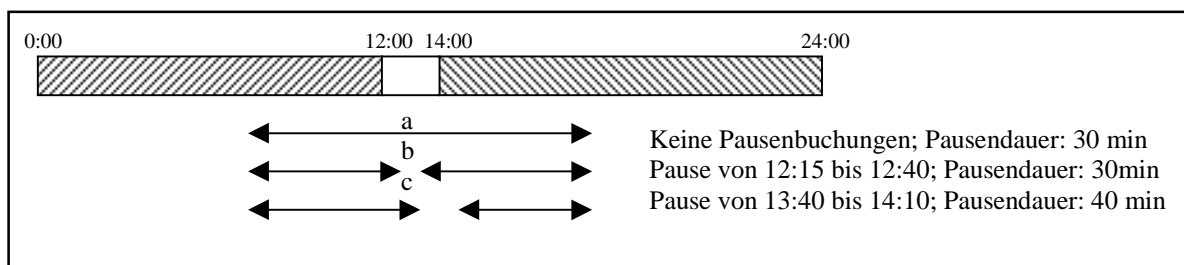 0:00 12:00 14:00 24:00
a
Keine Pausenbuchungen; Pausendauer: 30 min
b
Pause von 12:15 bis 12:40; Pausendauer: 30min
c
Pause von 13:40 bis 14:10; Pausendauer: 40 min